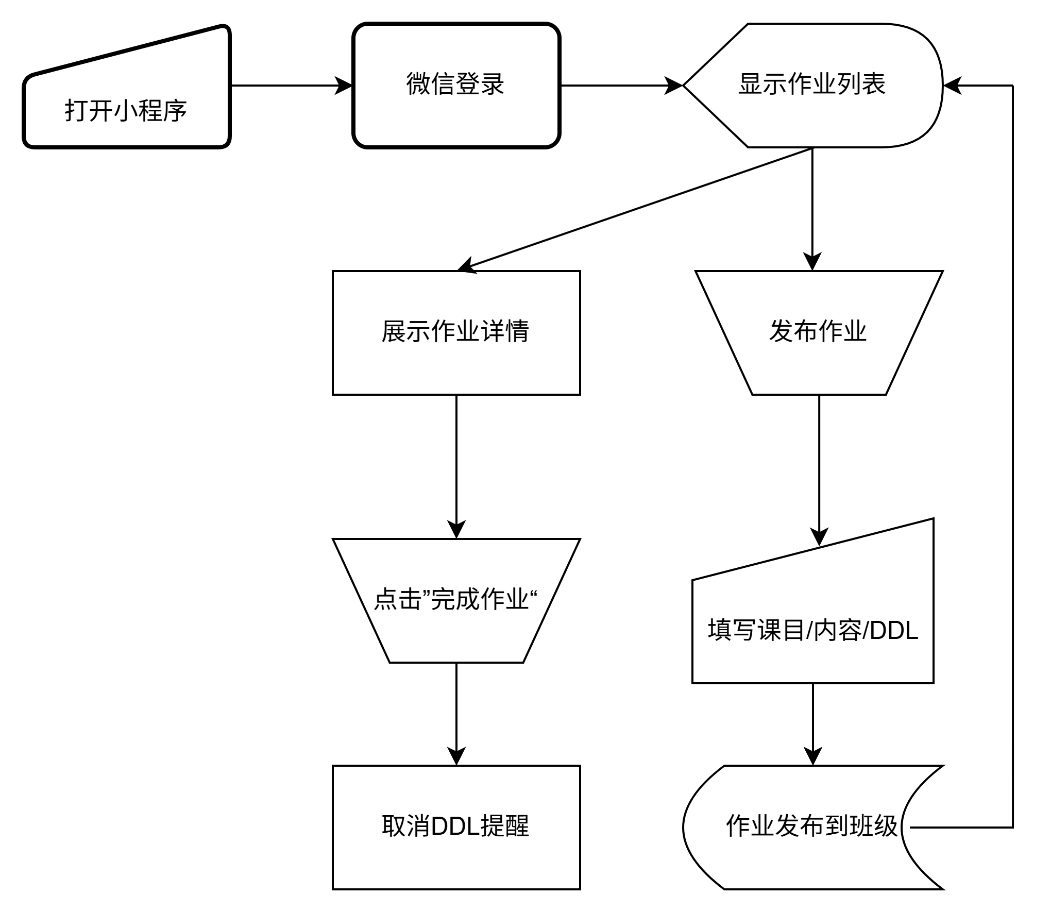 打开小程序
微信登录
显示作业列表
展示作业详情
发布作业
点击”完成作业“
填写课目/内容/DDL
取消DDL提醒
作业发布到班级